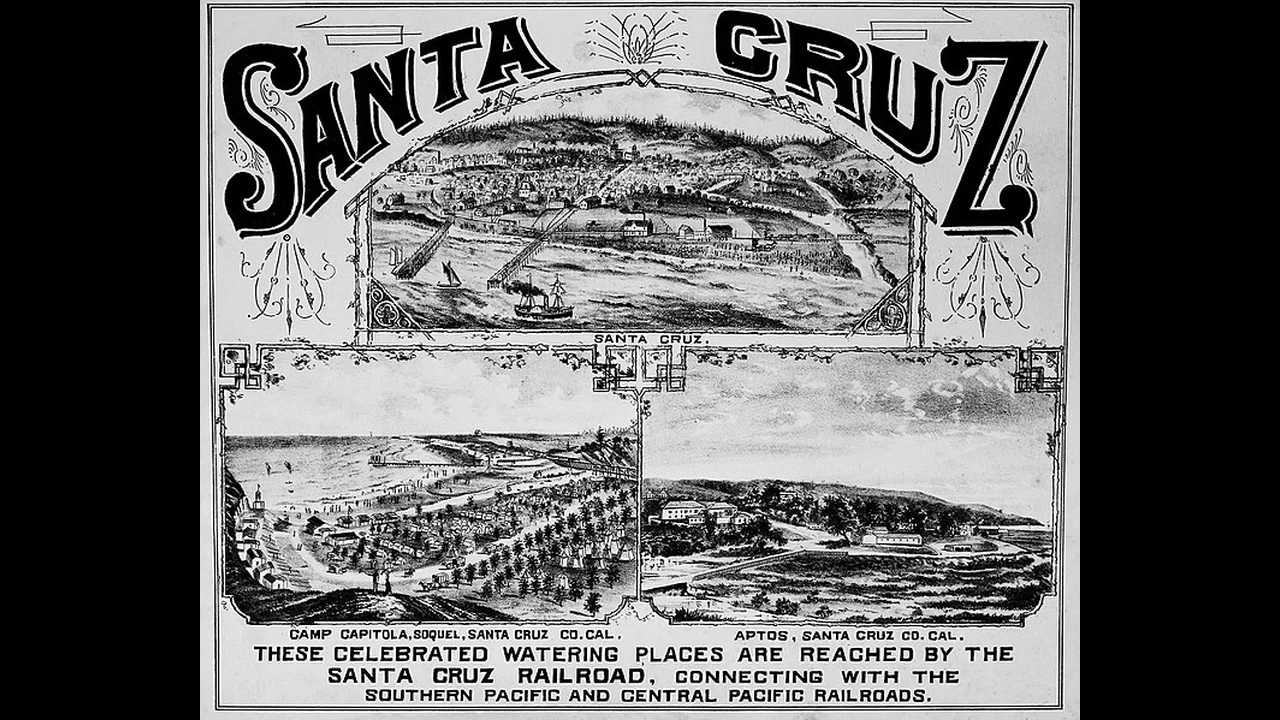 SANTA CRUZ
SANTA CRUZ.
CAMP CAPITOLA, SOQUEL, SANTA CRUZ CO. CAL.
APTOS, SANTA CRUZ CO. CAL.
THESE CELEBRATED WATERING PLACES ARE REACHED BY THE
SANTA CRUZ RAILROAD, CONNECTING WITH THE
SOUTHERN PACIFIC AND CENTRAL PACIFIC RAILROADS.